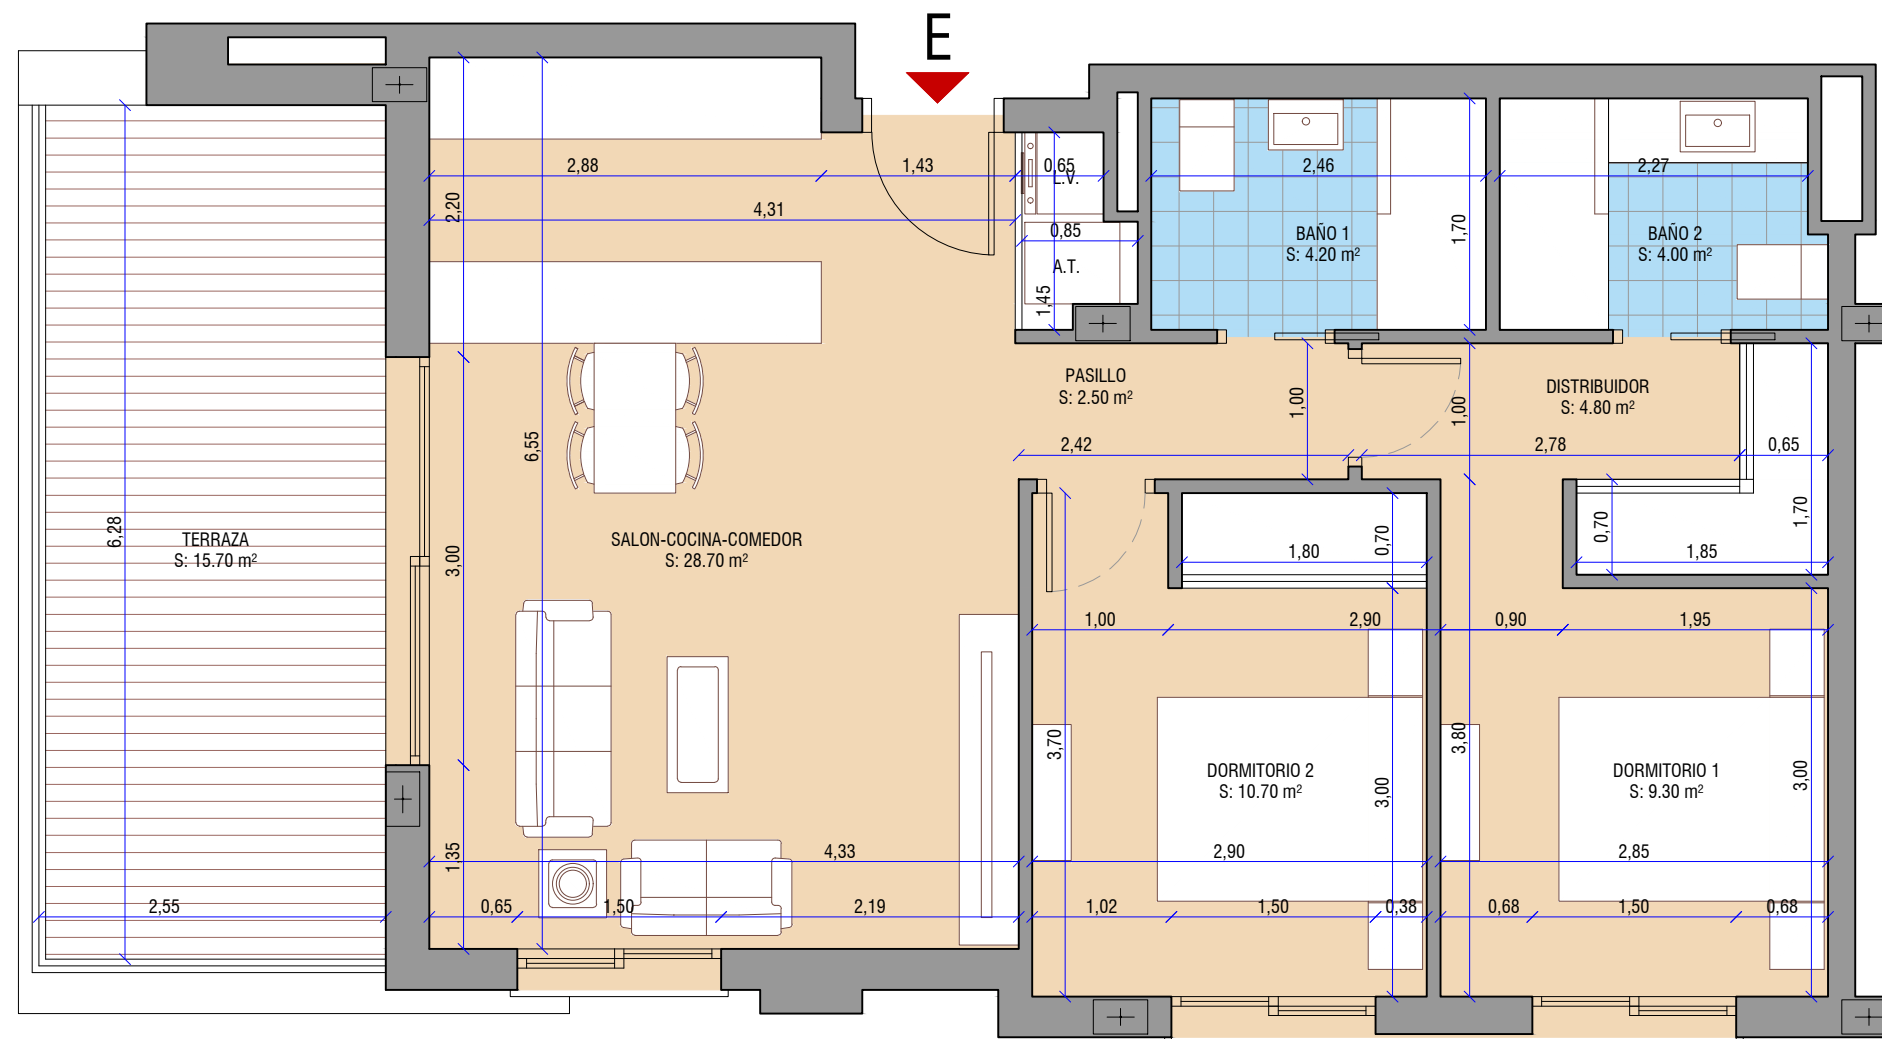 E
2,88
1,43
0,65
L.V.
2,46
2,27
2,20
4,31
0,85
1,70
BAÑO 1
S: 4.20 m²
BAÑO 2
S: 4.00 m²
A.T.
1,45
PASILLO
S: 2.50 m²
1,00
1,00
DISTRIBUIDOR
S: 4.80 m²
6,55
2,42
2,78
0,65
6,28
TERRAZA
S: 15.70 m²
3,00
SALON-COCINA-COMEDOR
S: 28.70 m²
1,80
0,70
0,70
1,85
1,70
1,00
2,90
0,90
1,95
3,70
DORMITORIO 2
S: 10.70 m²
3,00
3,80
DORMITORIO 1
S: 9.30 m²
3,00
1,35
4,33
2,90
2,85
2,55
0,65
1,50
2,19
1,02
1,50
0,38
0,68
1,50
0,68